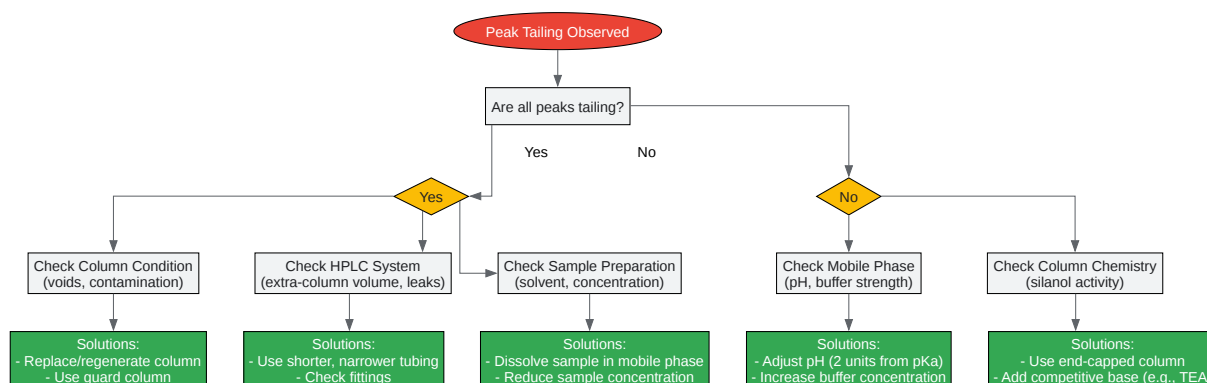 Peak Tailing Observed
Are all peaks tailing?
Yes
No
Yes
No
Check Column Condition
(voids, contamination)
Check HPLC System
(extra-column volume, leaks)
Check Sample Preparation
(solvent, concentration)
Check Mobile Phase
(pH, buffer strength)
Check Column Chemistry
(silanol activity)
Solutions:
- Replace/regenerate column
- Use guard column
Solutions:
- Use shorter, narrower tubing
- Check fittings
Solutions:
- Dissolve sample in mobile phase
- Reduce sample concentration
Solutions:
- Adjust pH (2 units from pKa)
- Increase buffer concentration
Solutions:
- Use end-capped column
- Add competitive base (e.g., TEA